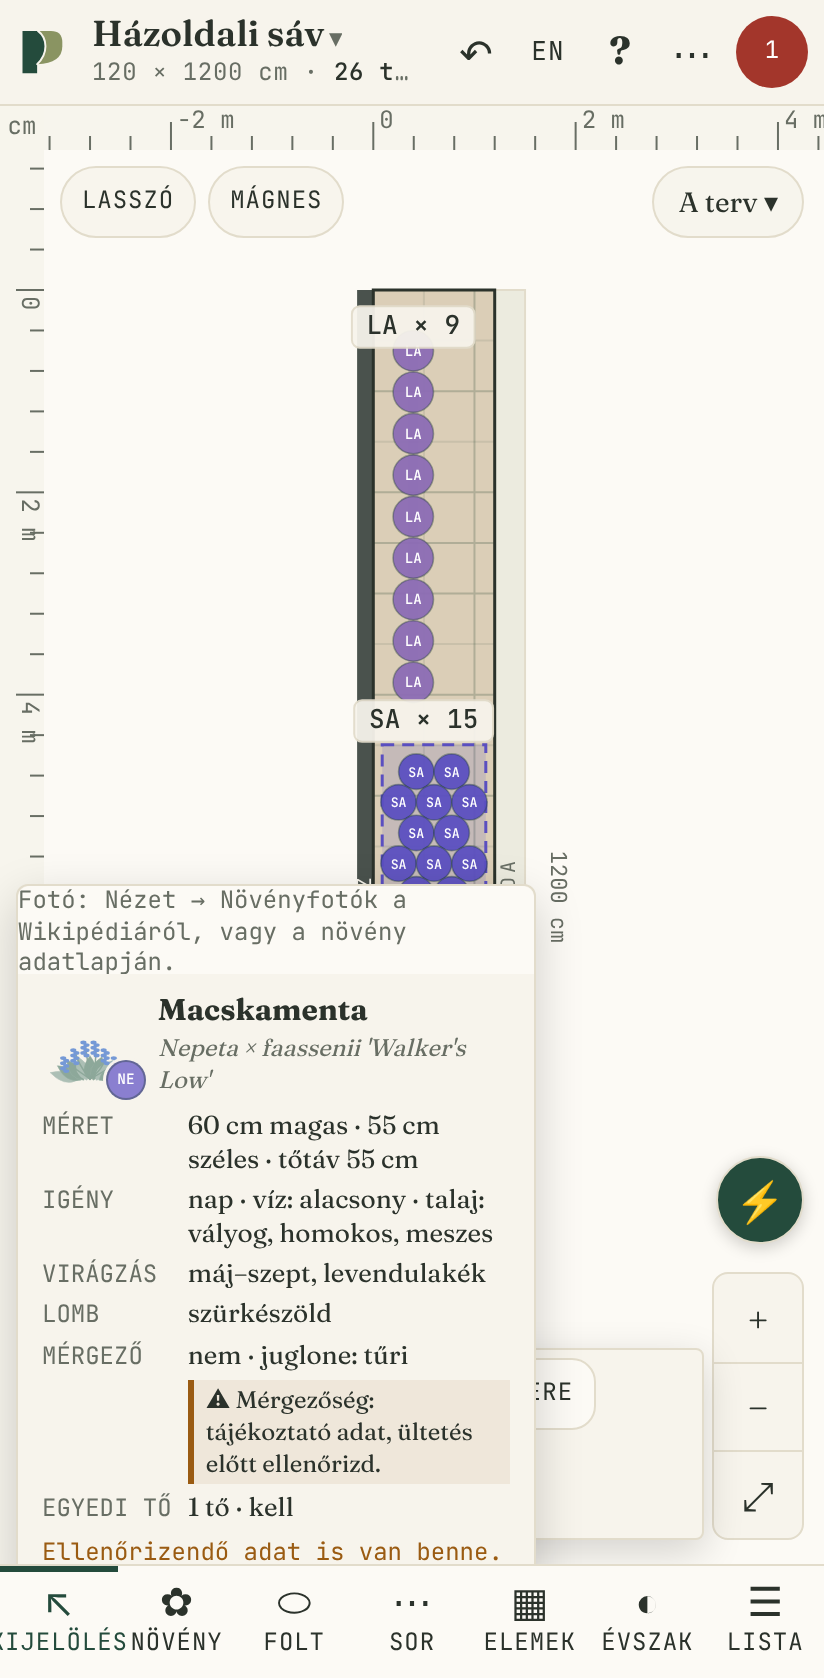 Házoldali sáv ▾
120 × 1200 cm · 26 t…
EN
?
1
cm
-2 m
0
2 m
4 m
LASSZÓ
MÁGNES
A terv ▾
0
2 m
4 m
LA × 9
LA
LA
LA
LA
LA
LA
LA
LA
LA
SA × 15
SA SA
SA SA SA
SA SA
SA SA SA
1200 cm
Fotó: Nézet → Növényfotók a
Wikipédiáról, vagy a növény
adatlapján.
Macskamenta
Nepeta × faassenii 'Walker's
Low'
NE
MÉRET 60 cm magas · 55 cm
széles · tőtáv 55 cm
IGÉNY nap · víz: alacsony · talaj:
vályog, homokos, meszes
VIRÁGZÁS máj–szept, levendulakék
LOMB szürkészöld
MÉRGEZŐ nem · juglone: tűri
⚠ Mérgezőség:
tájékoztató adat, ültetés
előtt ellenőrizd.
EGYEDI TŐ 1 tő · kell
Ellenőrizendő adat is van benne.
+
−
KIJELÖLÉS
NÖVÉNY
FOLT
SOR
ELEMEK
ÉVSZAK
LISTA